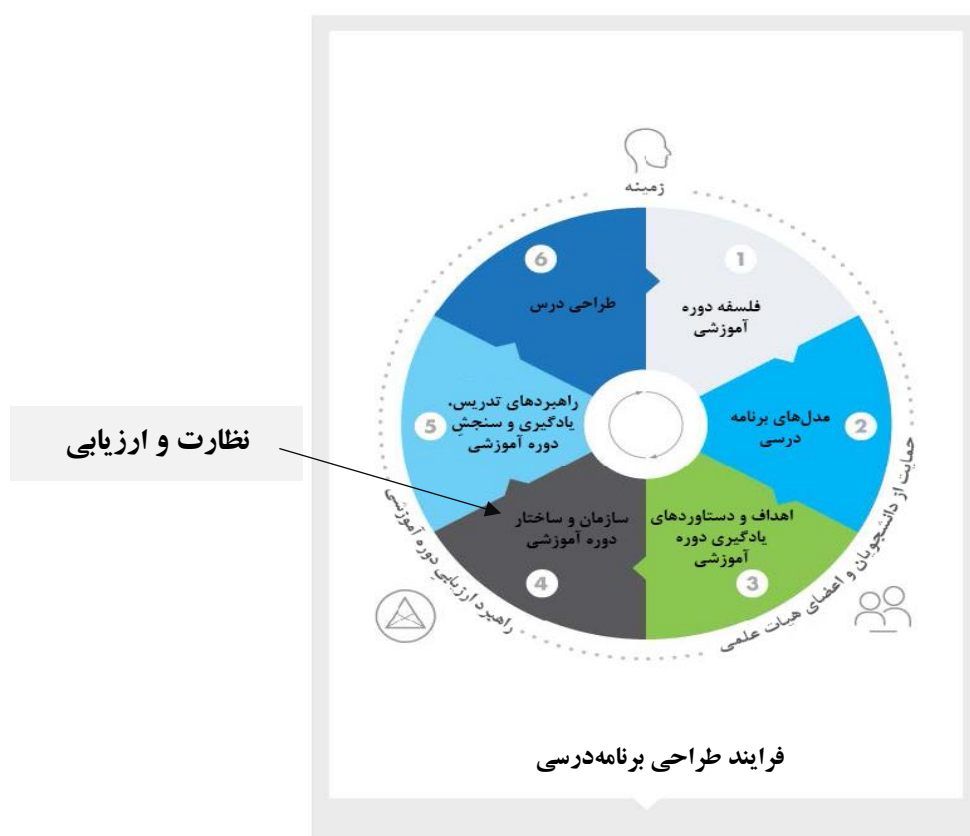 زمینه
1
فلسفه دوره
آموزشی
2
مدل‌های برنامه
درسی
3
اهداف و دستاوردهای
یادگیری دوره
آموزشی
4
سازمان و ساختار
دوره آموزشی
5
راهبردهای تدریس،
یادگیری و سنجشِ
دوره آموزشی
6
طراحی درس
حمایت از دانشجویان و اعضای هیات علمی
راهبرد ارزیابیِ دوره آموزشی
نظارت و ارزیابی
فرایند طراحی برنامه‌درسی